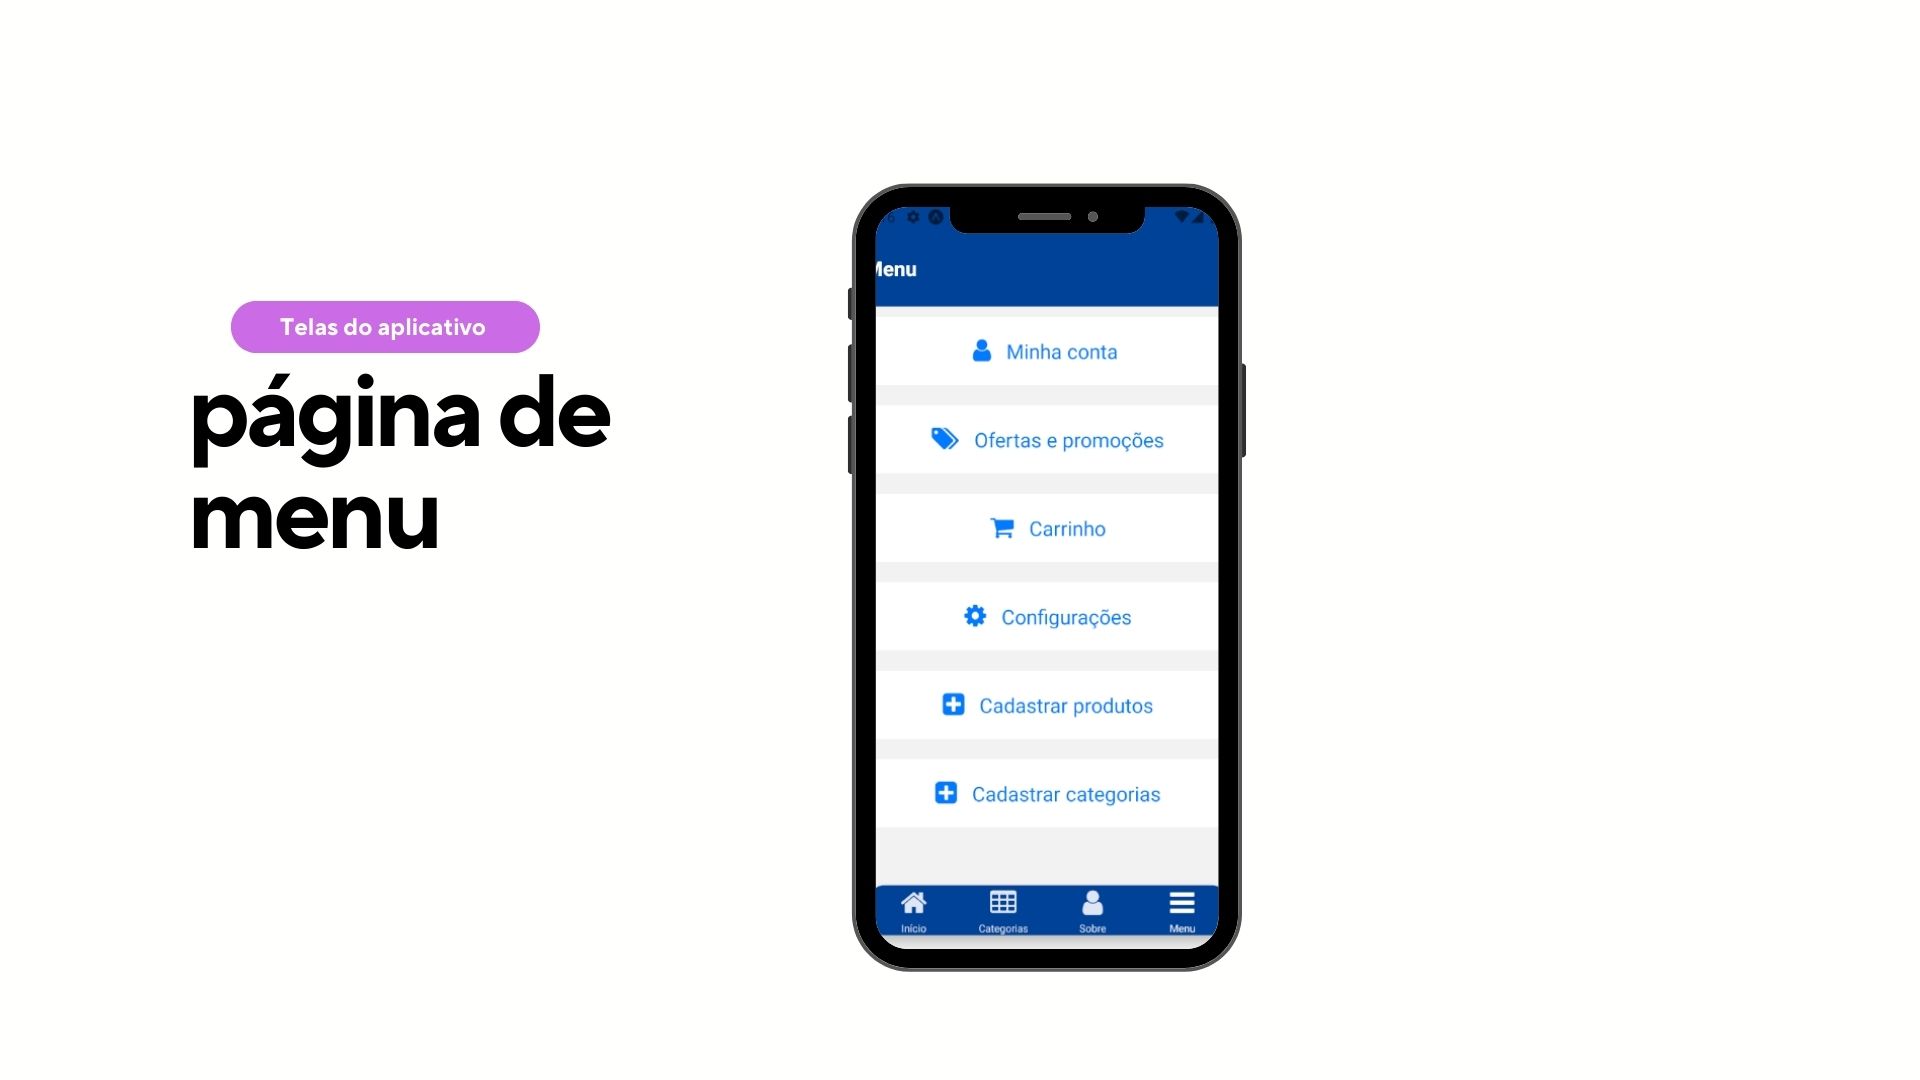 Telas do aplicativo
página de
menu
Menu
Minha conta
Ofertas e promoções
Carrinho
Configurações
Cadastrar produtos
Cadastrar categorias
Início
Categorias
Sobre
Menu